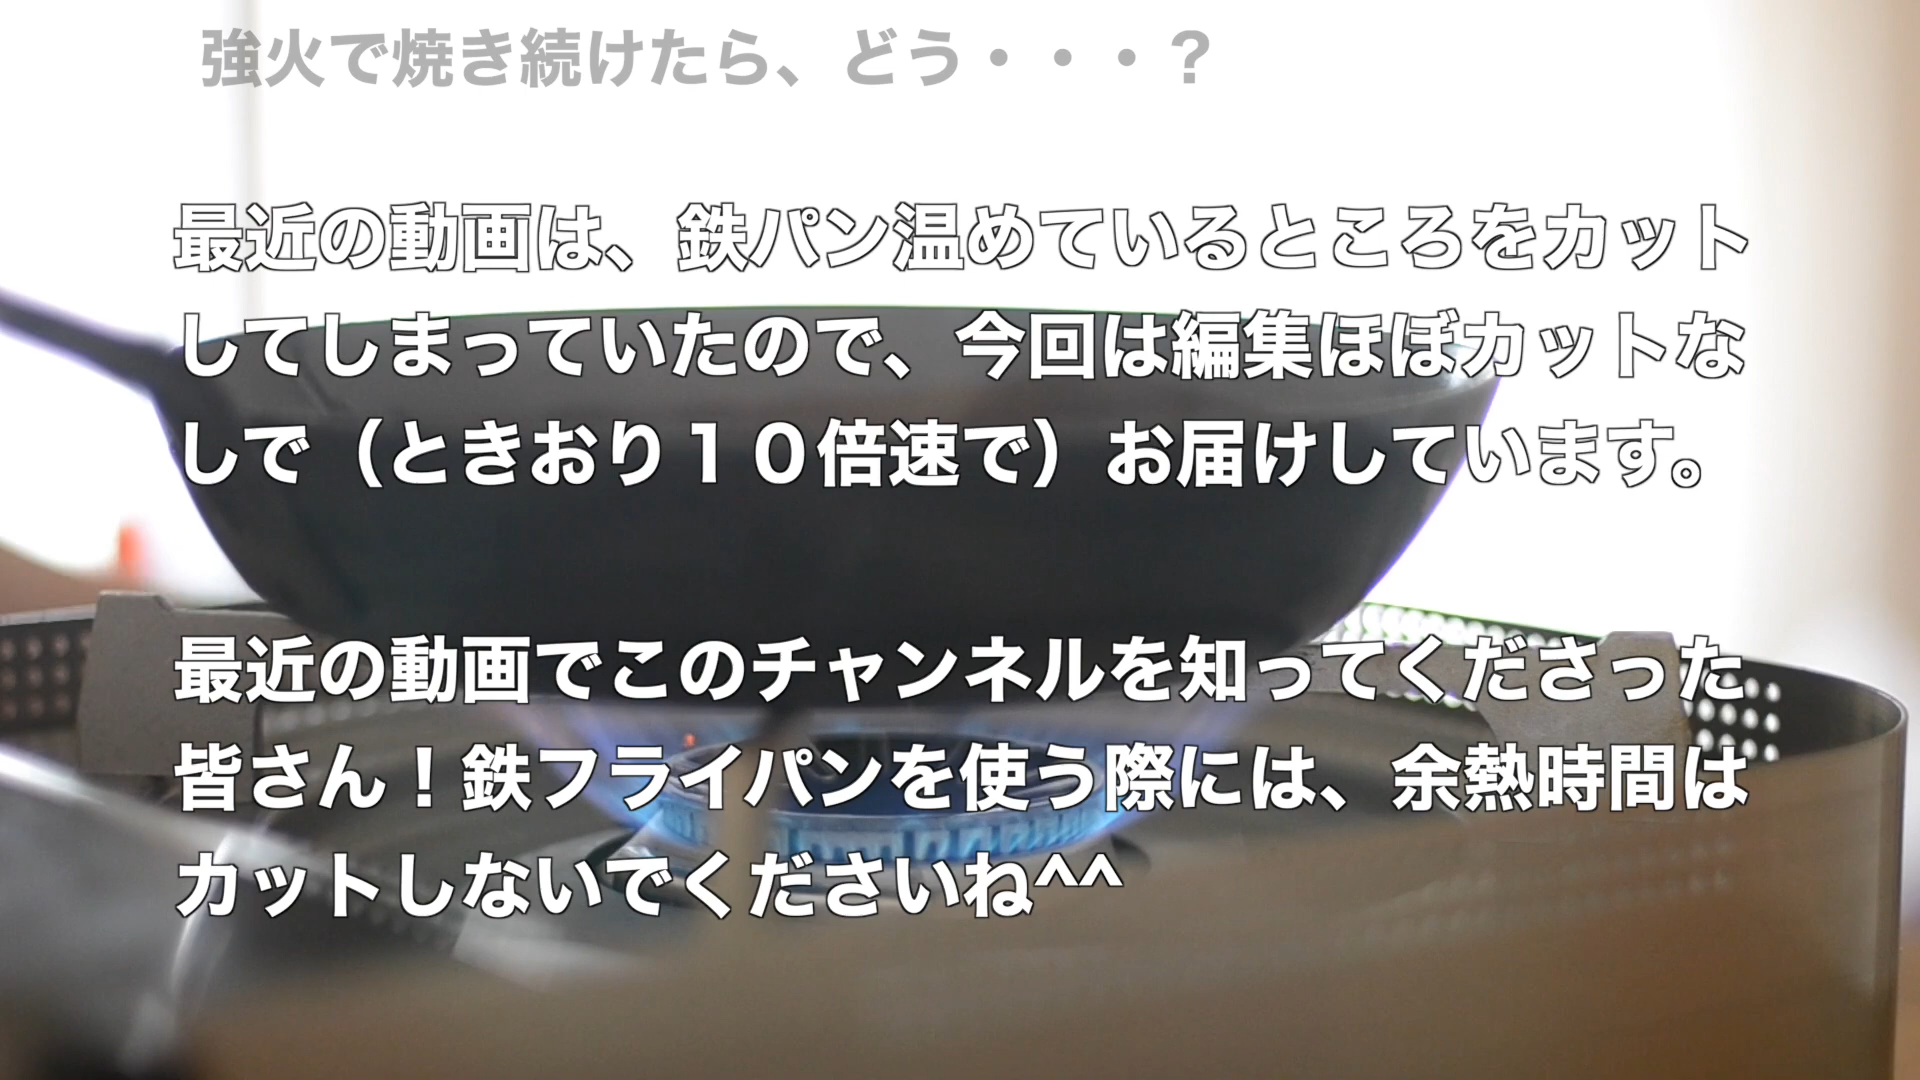 強火で焼き続けたら、どう・・・？
最近の動画は、鉄パン温めているところをカット
してしまっていたので、今回は編集ほぼカットな
しで（ときおり１０倍速で）お届けしています。
最近の動画でこのチャンネルを知ってくださった
皆さん！鉄フライパンを使う際には、余熱時間は
カットしないでくださいね^^